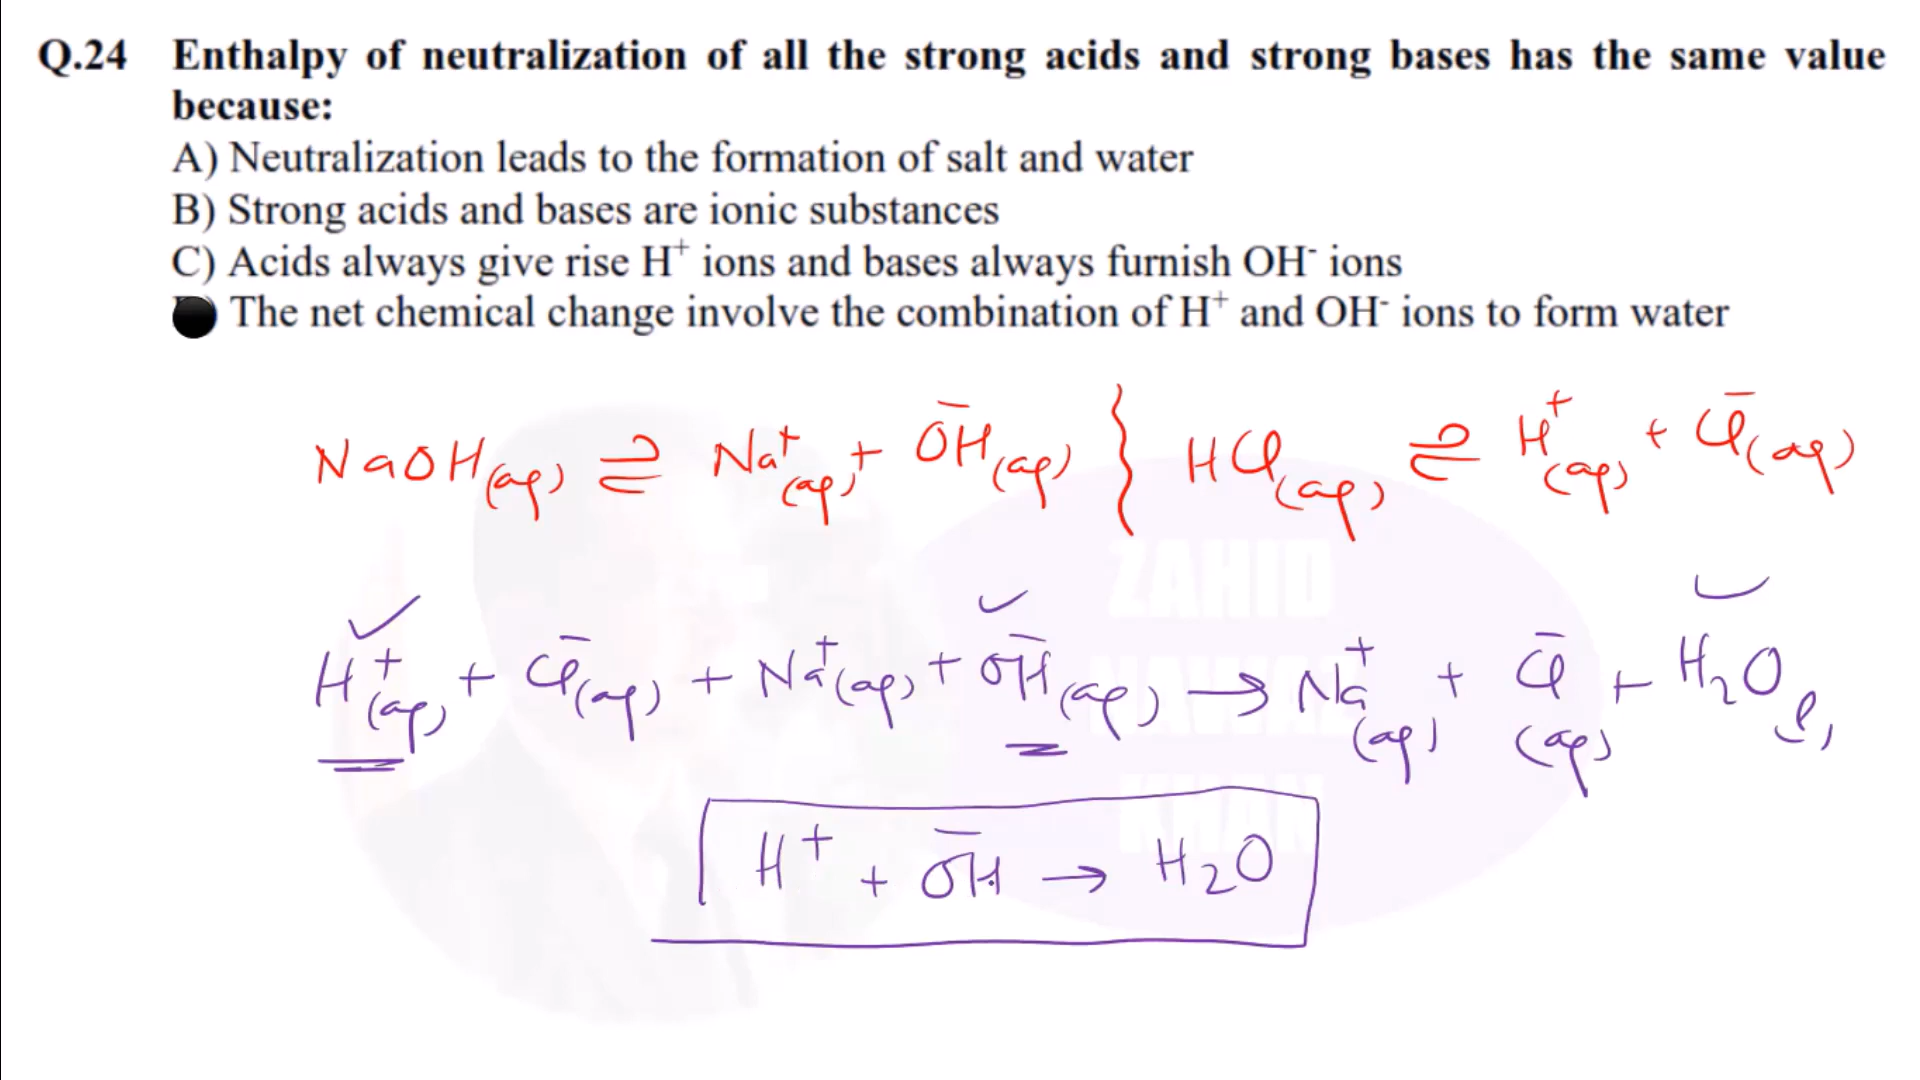 Q.24 Enthalpy of neutralization of all the strong acids and strong bases has the same value
because:
A) Neutralization leads to the formation of salt and water
B) Strong acids and bases are ionic substances
C) Acids always give rise H⁺ ions and bases always furnish OH⁻ ions
The net chemical change involve the combination of H⁺ and OH⁻ ions to form water
NaOH(aq) ⇌ Na⁺(aq) + OH⁻(aq) } HCl(aq) ⇌ H⁺(aq) + Cl⁻(aq)
H⁺(aq) + Cl⁻(aq) + Na⁺(aq) + OH⁻(aq) → Na⁺(aq) + Cl⁻(aq) + H₂O(l)
H⁺ + OH⁻ → H₂O
ZAHID
NAWAZ
KHAN